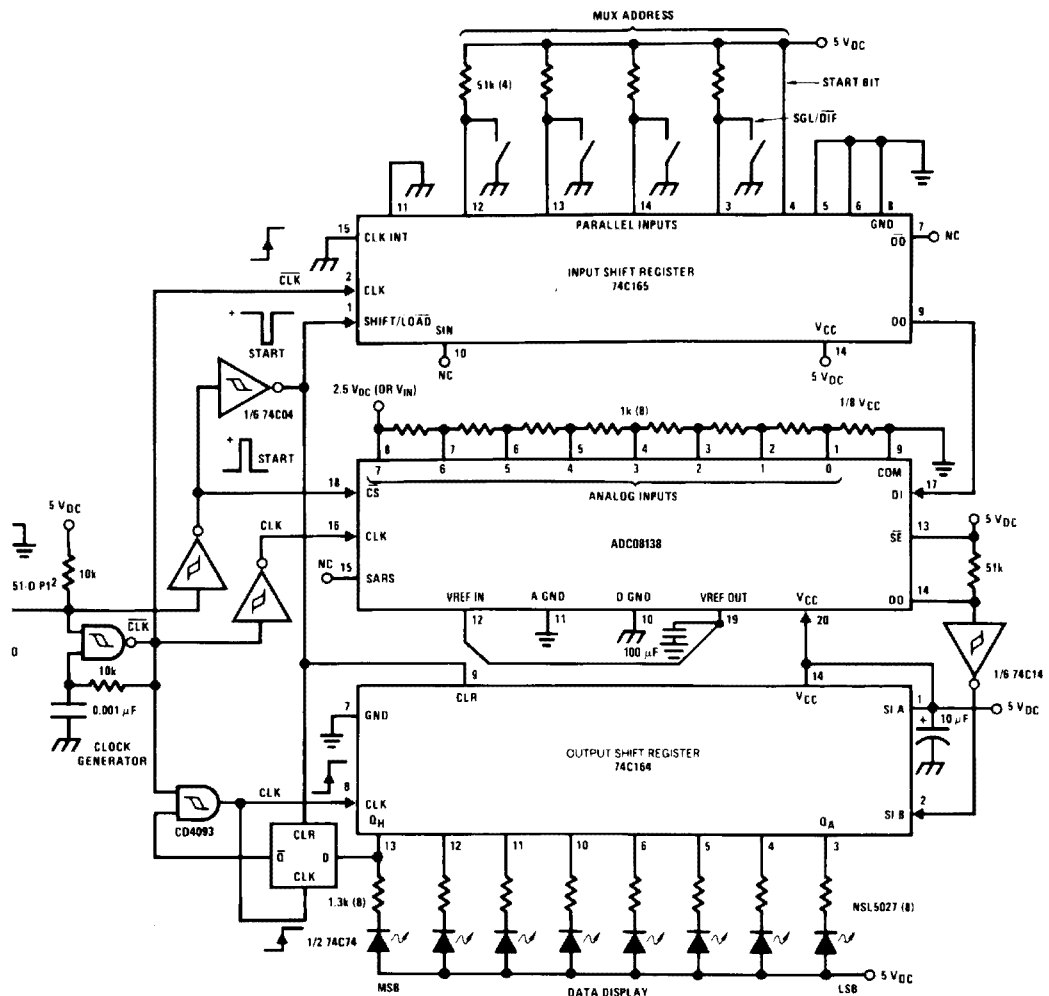 MUX ADDRESS
5 VDC
51k (4)
START BIT
SGL/DIF
11
12
13
14
3
4
5
6
8
PARALLEL INPUTS
GND
7
NC
15
CLK INT
DO
2
CLK
CLK
INPUT SHIFT REGISTER
74C165
1
SHIFT/LOAD
SIN
10
NC
VCC
14
5 VDC
9
DO
+
START
1/6 74C04
+
START
2.5 VDC (OR VIN)
1k (8)
1/8 VCC
8
7
6
5
4
3
2
1
9
7
6
5
4
3
2
1
0
COM
ANALOG INPUTS
DI
17
18
CS
CLK
16
CLK
ADC08138
SE
13
5 VDC
51k
NC
15
SARS
DO
14
VREF IN
12
A GND
11
D GND
10
VREF OUT
19
VCC
20
100 µF
5 VDC
10k
51-D P1²
CLK
D
10k
0.001 µF
CLOCK
GENERATOR
1/6 74C14
9
CLR
14
VCC
7
GND
SI A
1
5 VDC
+
10 µF
OUTPUT SHIFT REGISTER
74C164
CLK
8
CLK
QH
QA
SI B
2
CD4093
CLR
Q
D
CLK
1/2 74C74
13
12
11
10
6
5
4
3
1.3k (8)
NSL5027 (8)
MSB
DATA DISPLAY
LSB
5 VDC